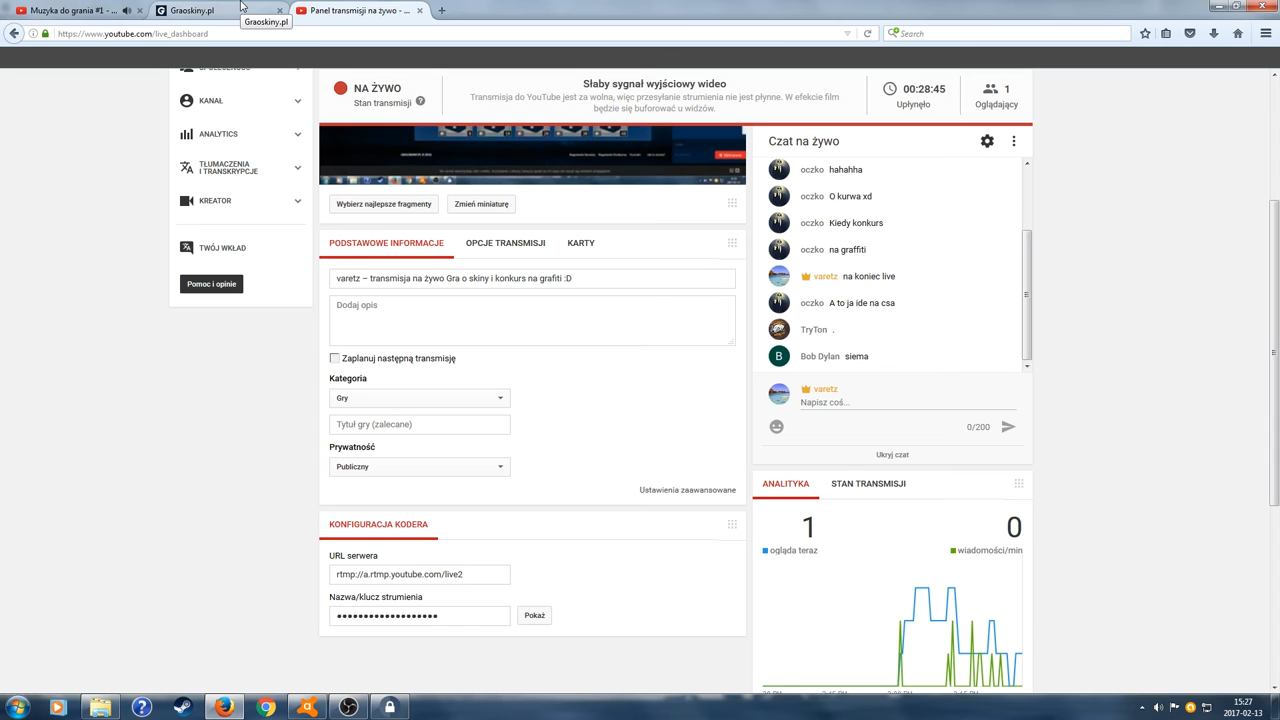 Muzyka do grania #1 - ...
Graoskiny.pl
Panel transmisji na żywo - ...
Graoskiny.pl
https://www.youtube.com/live_dashboard
Search
KANAŁ
ANALYTICS
TŁUMACZENIA
I TRANSKRYPCJE
KREATOR
TWÓJ WKŁAD
Pomoc i opinie
NA ŻYWO
Stan transmisji
Słaby sygnał wyjściowy wideo
Transmisja do YouTube jest za wolna, więc przesyłanie strumienia nie jest płynne. W efekcie film
będzie się buforować u widzów.
00:28:45
Upłynęło
1
Oglądający
Wybierz najlepsze fragmenty
Zmień miniaturę
PODSTAWOWE INFORMACJE
OPCJE TRANSMISJI
KARTY
varetz – transmisja na żywo Gra o skiny i konkurs na grafiti :D
Dodaj opis
Zaplanuj następną transmisję
Kategoria
Gry
Tytuł gry (zalecane)
Prywatność
Publiczny
Ustawienia zaawansowane
KONFIGURACJA KODERA
URL serwera
rtmp://a.rtmp.youtube.com/live2
Nazwa/klucz strumienia
Pokaż
Czat na żywo
oczko hahahha
oczko O kurwa xd
oczko Kiedy konkurs
oczko na graffiti
varetz na koniec live
oczko A to ja ide na csa
TryTon .
B Bob Dylan siema
varetz
Napisz coś...
0/200
Ukryj czat
ANALITYKA
STAN TRANSMISJI
1
0
ogląda teraz
wiadomości/min
15:27
2017-02-13